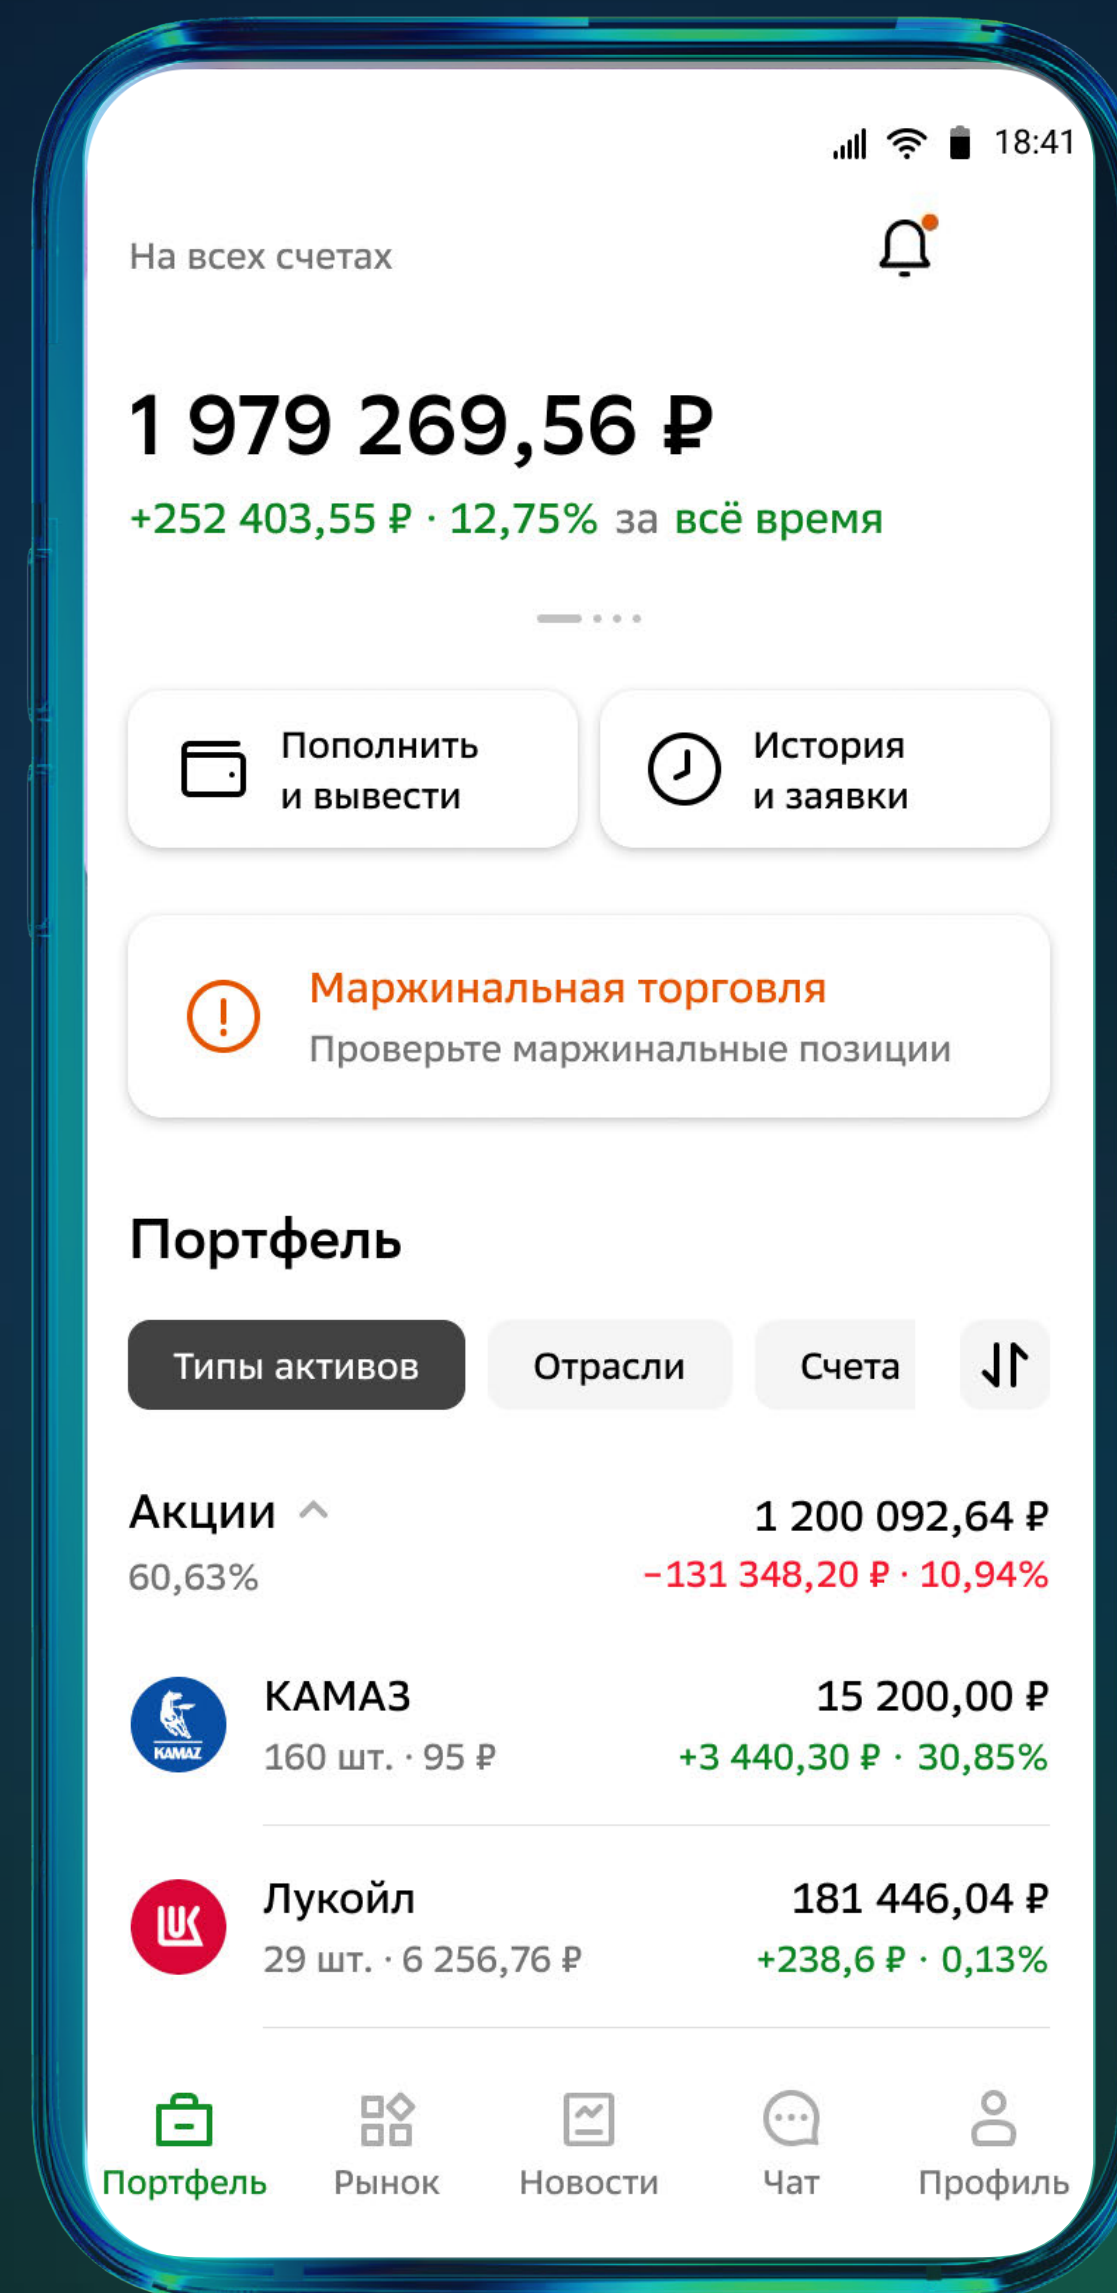 18:41
На всех счетах
1 979 269,56 ₽
+252 403,55 ₽ · 12,75% за всё время
Пополнить
и вывести
История
и заявки
Маржинальная торговля
Проверьте маржинальные позиции
Портфель
Типы активов
Отрасли
Счета
Акции
1 200 092,64 ₽
60,63%
−131 348,20 ₽ · 10,94%
КАМАЗ
15 200,00 ₽
KAMAZ
160 шт. · 95 ₽
+3 440,30 ₽ · 30,85%
Лукойл
181 446,04 ₽
LUK
29 шт. · 6 256,76 ₽
+238,6 ₽ · 0,13%
Портфель
Рынок
Новости
Чат
Профиль